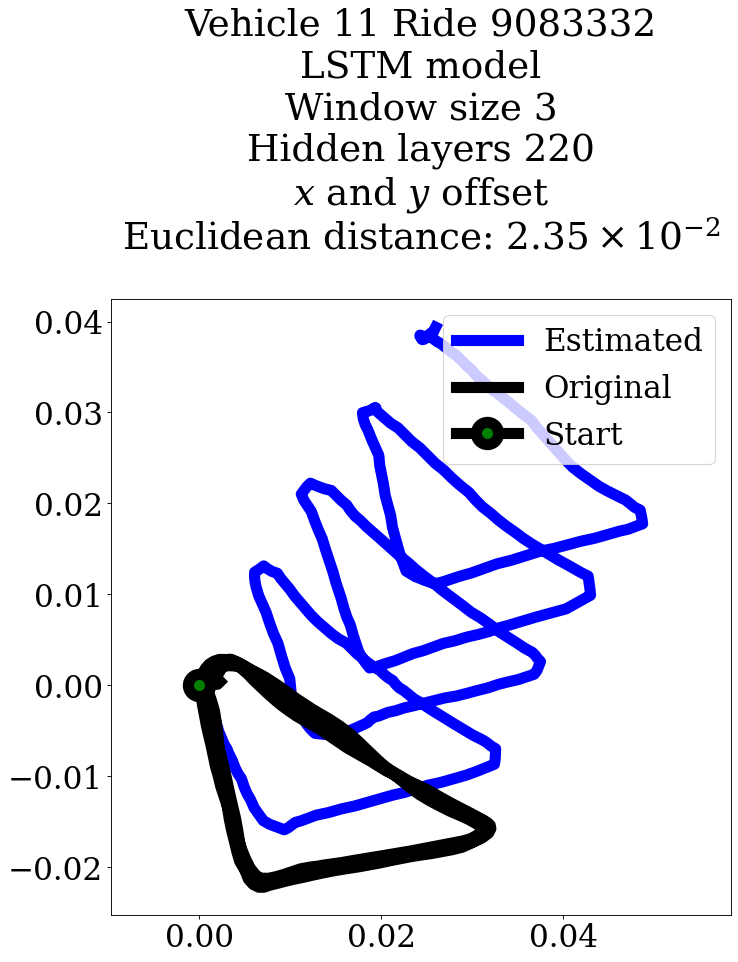 Vehicle 11 Ride 9083332
LSTM model
Window size 3
Hidden layers 220
x and y offset
Euclidean distance: 2.35 × 10⁻²
Estimated
Original
Start
0.04
0.03
0.02
0.01
0.00
−0.01
−0.02
0.00 0.02 0.04